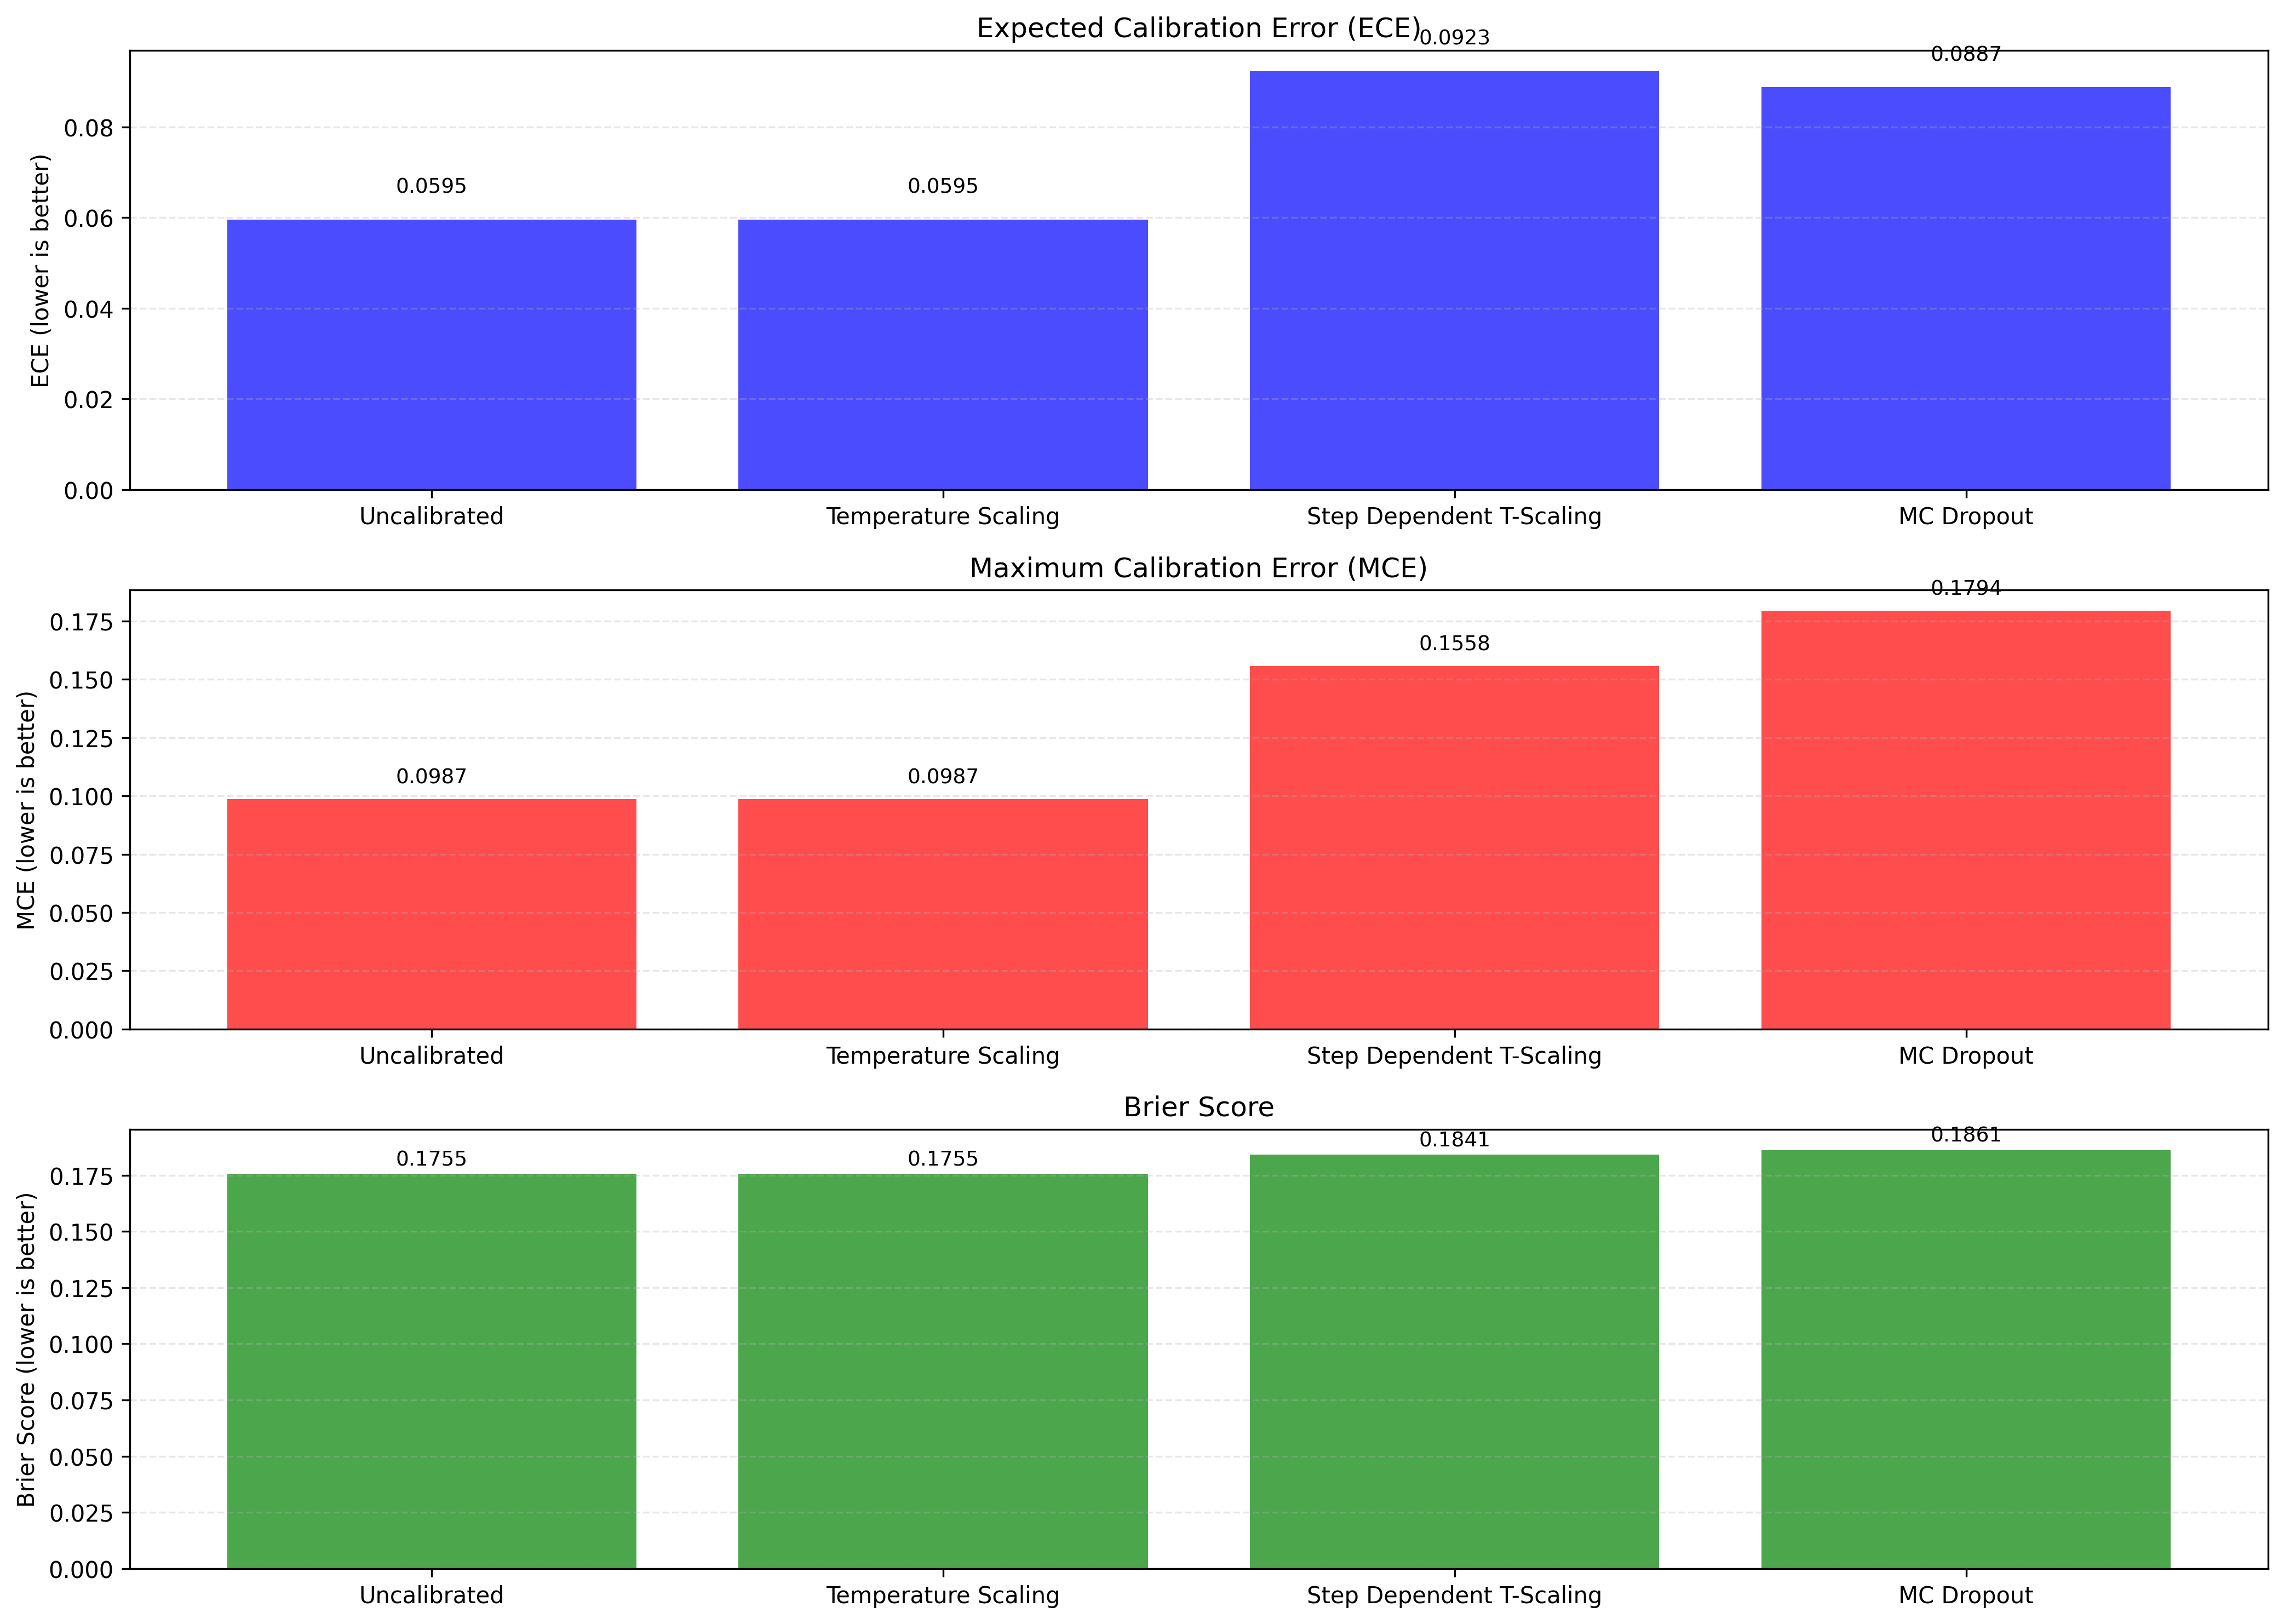 Expected Calibration Error (ECE)
0.0923
0.0887
0.0595
0.0595
ECE (lower is better)
0.08
0.06
0.04
0.02
0.00
Uncalibrated
Temperature Scaling
Step Dependent T-Scaling
MC Dropout
Maximum Calibration Error (MCE)
0.1794
0.1558
0.0987
0.0987
MCE (lower is better)
0.175
0.150
0.125
0.100
0.075
0.050
0.025
0.000
Uncalibrated
Temperature Scaling
Step Dependent T-Scaling
MC Dropout
Brier Score
0.1755
0.1755
0.1841
0.1861
Brier Score (lower is better)
0.175
0.150
0.125
0.100
0.075
0.050
0.025
0.000
Uncalibrated
Temperature Scaling
Step Dependent T-Scaling
MC Dropout